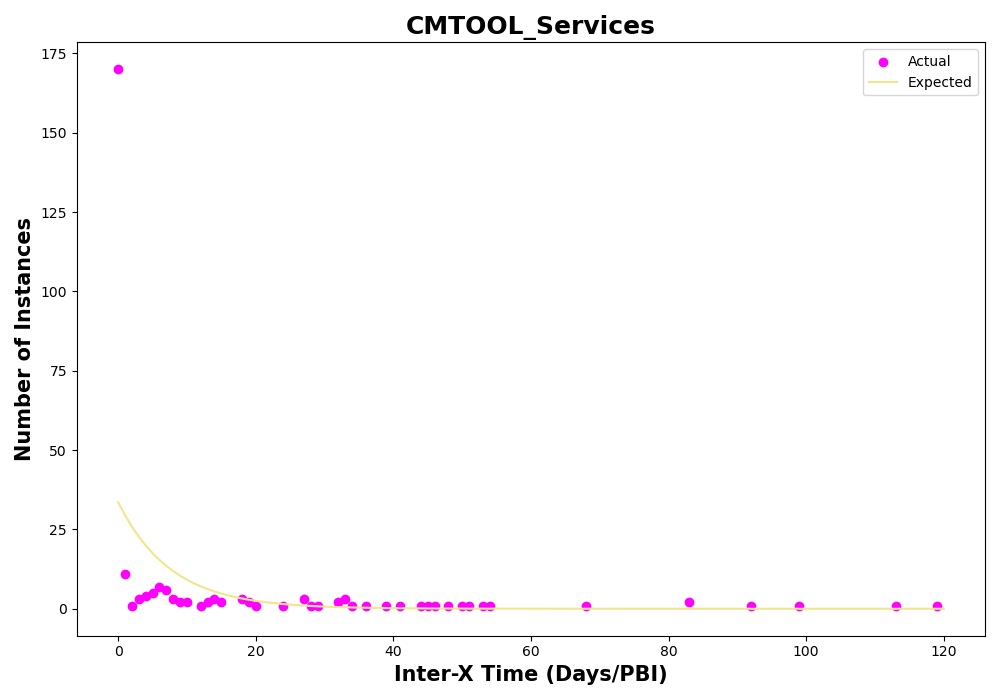 CMTOOL_Services
Actual
Expected
175
150
125
100
75
50
25
0
Number of Instances
0 20 40 60 80 100 120
Inter-X Time (Days/PBI)